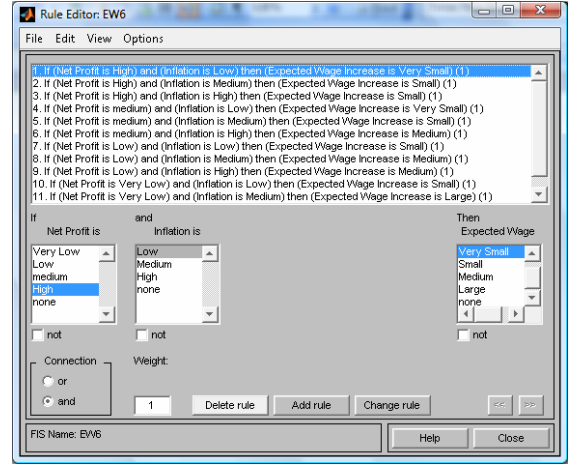 Rule Editor: EW6
File Edit View Options
1. If (Net Profit is High) and (Inflation is Low) then (Expected Wage Increase is Very Small) (1)
2. If (Net Profit is High) and (Inflation is Medium) then (Expected Wage Increase is Small) (1)
3. If (Net Profit is High) and (Inflation is High) then (Expected Wage Increase is Small) (1)
4. If (Net Profit is medium) and (Inflation is Low) then (Expected Wage Increase is Very Small) (1)
5. If (Net Profit is medium) and (Inflation is Medium) then (Expected Wage Increase is Small) (1)
6. If (Net Profit is medium) and (Inflation is High) then (Expected Wage Increase is Medium) (1)
7. If (Net Profit is Low) and (Inflation is Low) then (Expected Wage Increase is Small) (1)
8. If (Net Profit is Low) and (Inflation is Medium) then (Expected Wage Increase is Medium) (1)
9. If (Net Profit is Low) and (Inflation is High) then (Expected Wage Increase is Medium) (1)
10. If (Net Profit is Very Low) and (Inflation is Low) then (Expected Wage Increase is Small) (1)
11. If (Net Profit is Very Low) and (Inflation is Medium) then (Expected Wage Increase is Large) (1)
If
Net Profit is
Very Low
Low
medium
High
none
not
and
Inflation is
Low
Medium
High
none
not
Then
Expected Wage
Very Small
Small
Medium
Large
none
not
Connection
or
and
Weight:
1
Delete rule
Add rule
Change rule
<<
>>
FIS Name: EW6
Help
Close